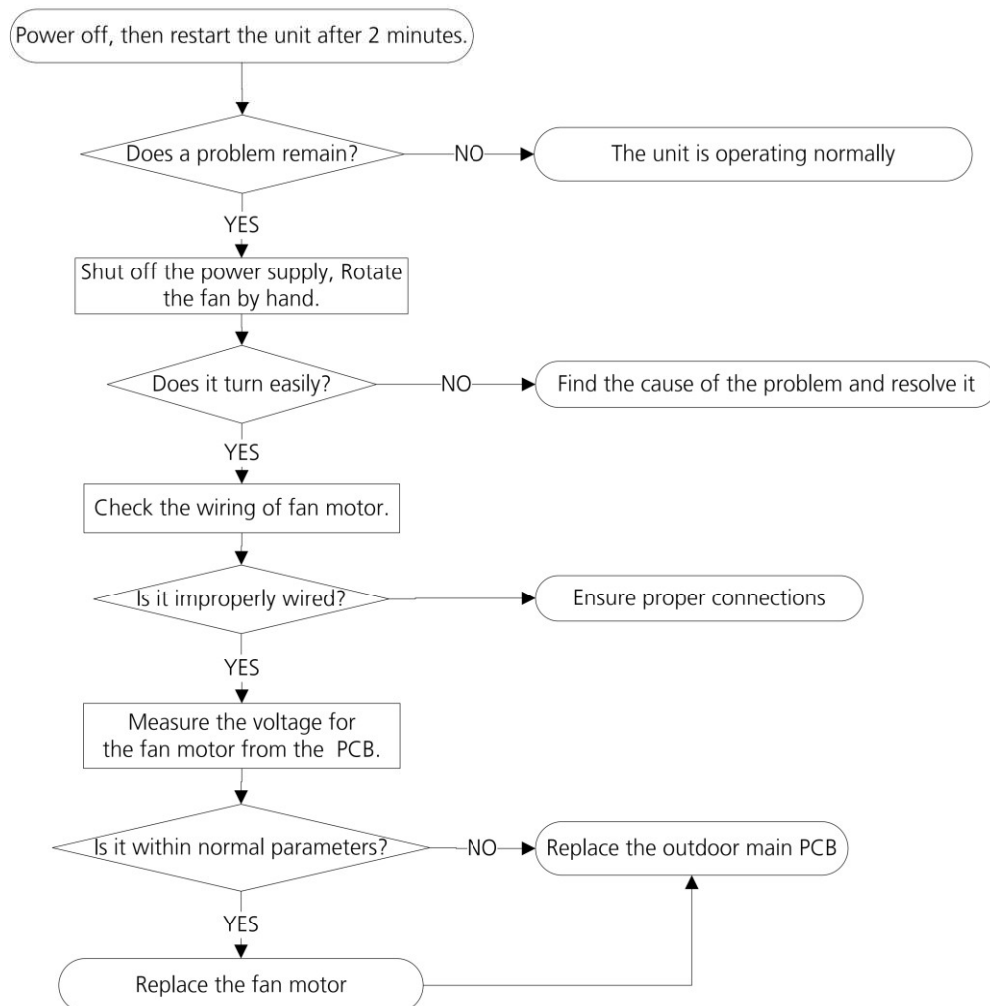 Power off, then restart the unit after 2 minutes.
Does a problem remain?
NO
The unit is operating normally
YES
Shut off the power supply, Rotate
the fan by hand.
Does it turn easily?
NO
Find the cause of the problem and resolve it
YES
Check the wiring of fan motor.
Is it improperly wired?
Ensure proper connections
YES
Measure the voltage for
the fan motor from the PCB.
Is it within normal parameters?
NO
Replace the outdoor main PCB
YES
Replace the fan motor